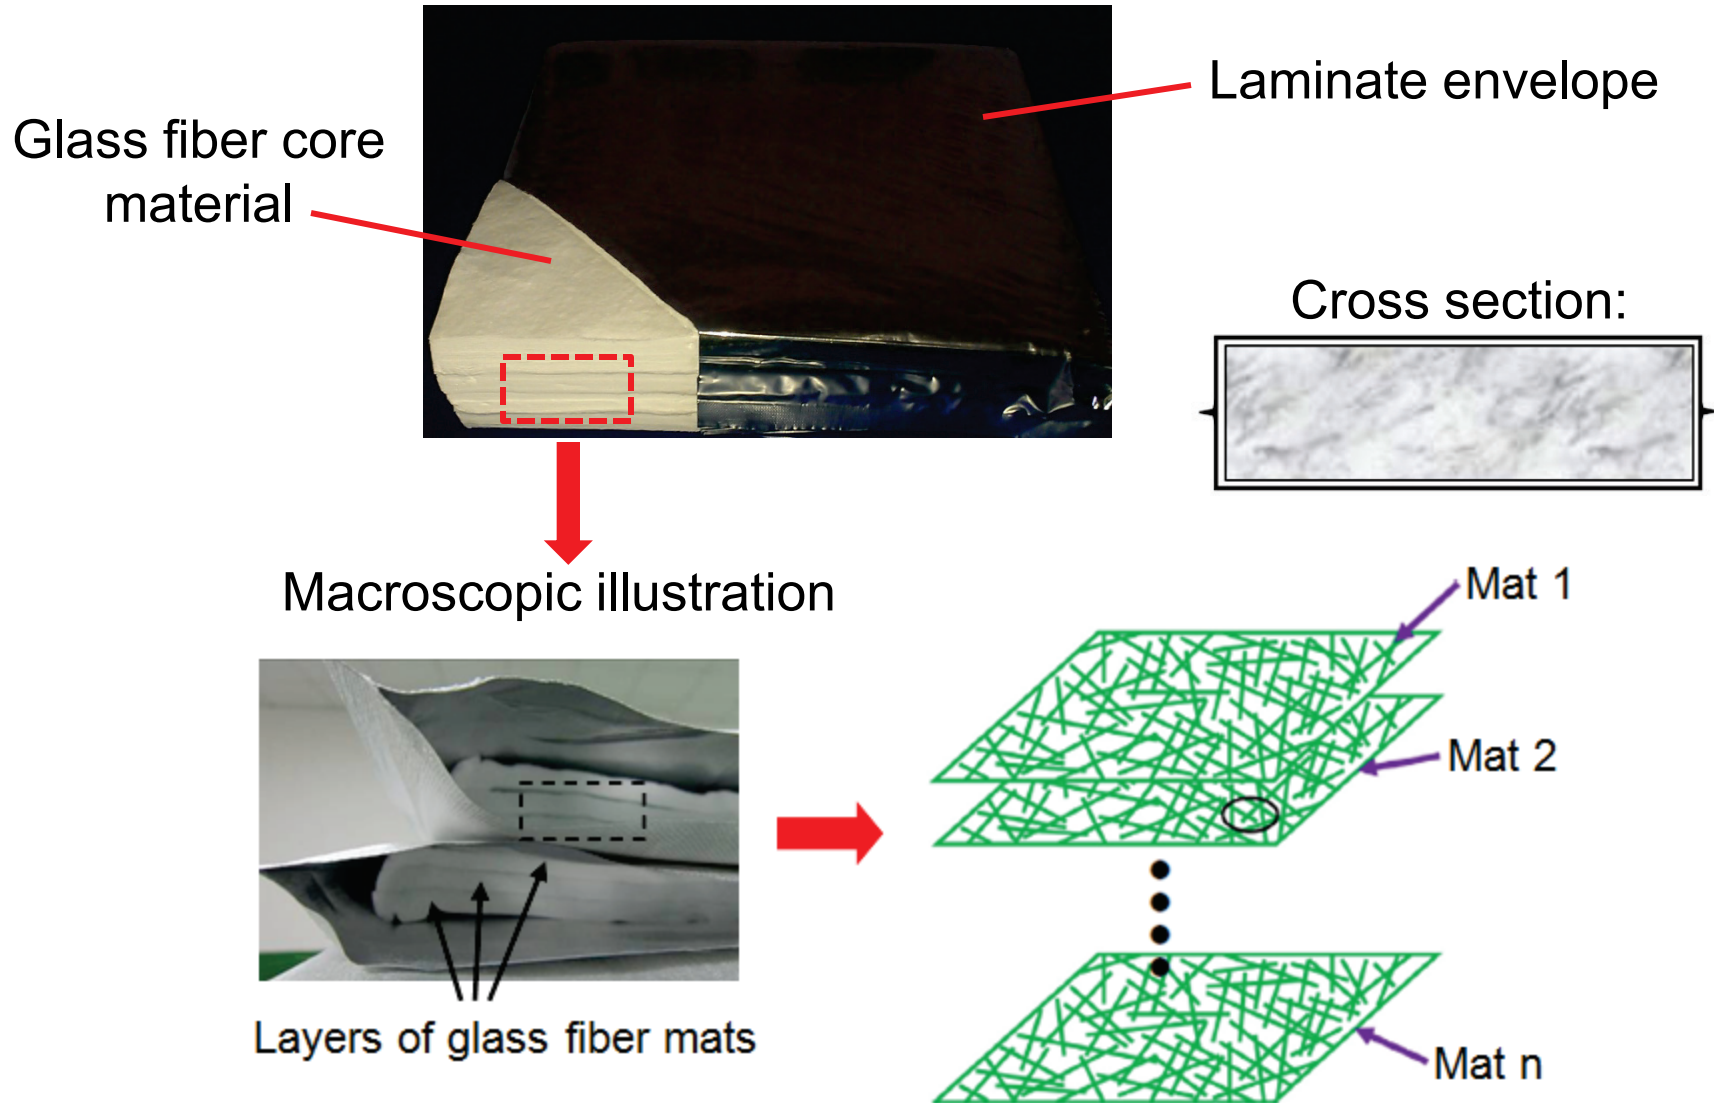 Laminate envelope
Glass fiber core
material
Cross section:
Macroscopic illustration
Mat 1
Mat 2
Layers of glass fiber mats
Mat n